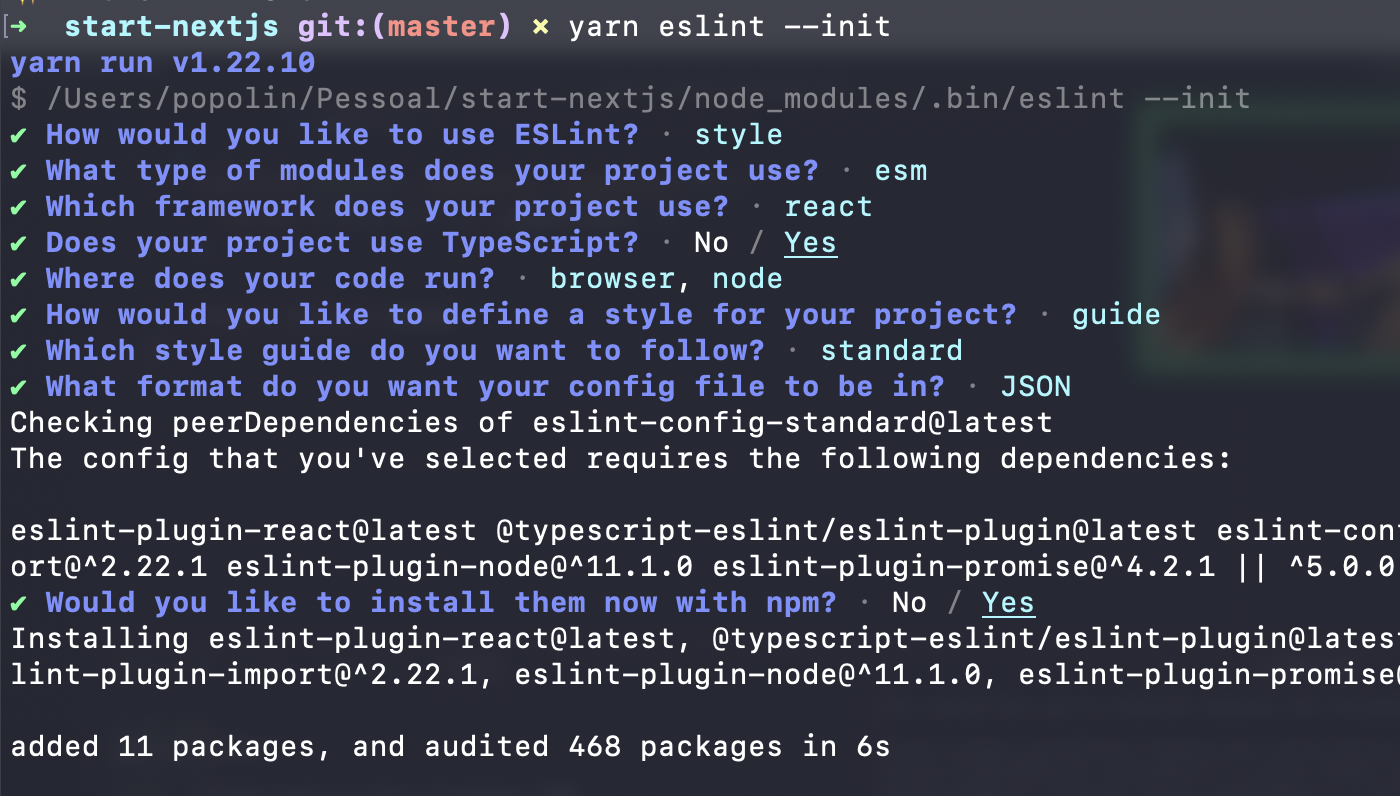 ➜ start-nextjs git:(master) ✗ yarn eslint --init
yarn run v1.22.10
$ /Users/popolin/Pessoal/start-nextjs/node_modules/.bin/eslint --init
✔ How would you like to use ESLint? · style
✔ What type of modules does your project use? · esm
✔ Which framework does your project use? · react
✔ Does your project use TypeScript? · No / Yes
✔ Where does your code run? · browser, node
✔ How would you like to define a style for your project? · guide
✔ Which style guide do you want to follow? · standard
✔ What format do you want your config file to be in? · JSON
Checking peerDependencies of eslint-config-standard@latest
The config that you've selected requires the following dependencies:
eslint-plugin-react@latest @typescript-eslint/eslint-plugin@latest eslint-con
ort@^2.22.1 eslint-plugin-node@^11.1.0 eslint-plugin-promise@^4.2.1 || ^5.0.0
✔ Would you like to install them now with npm? · No / Yes
Installing eslint-plugin-react@latest, @typescript-eslint/eslint-plugin@lates
lint-plugin-import@^2.22.1, eslint-plugin-node@^11.1.0, eslint-plugin-promise@
added 11 packages, and audited 468 packages in 6s